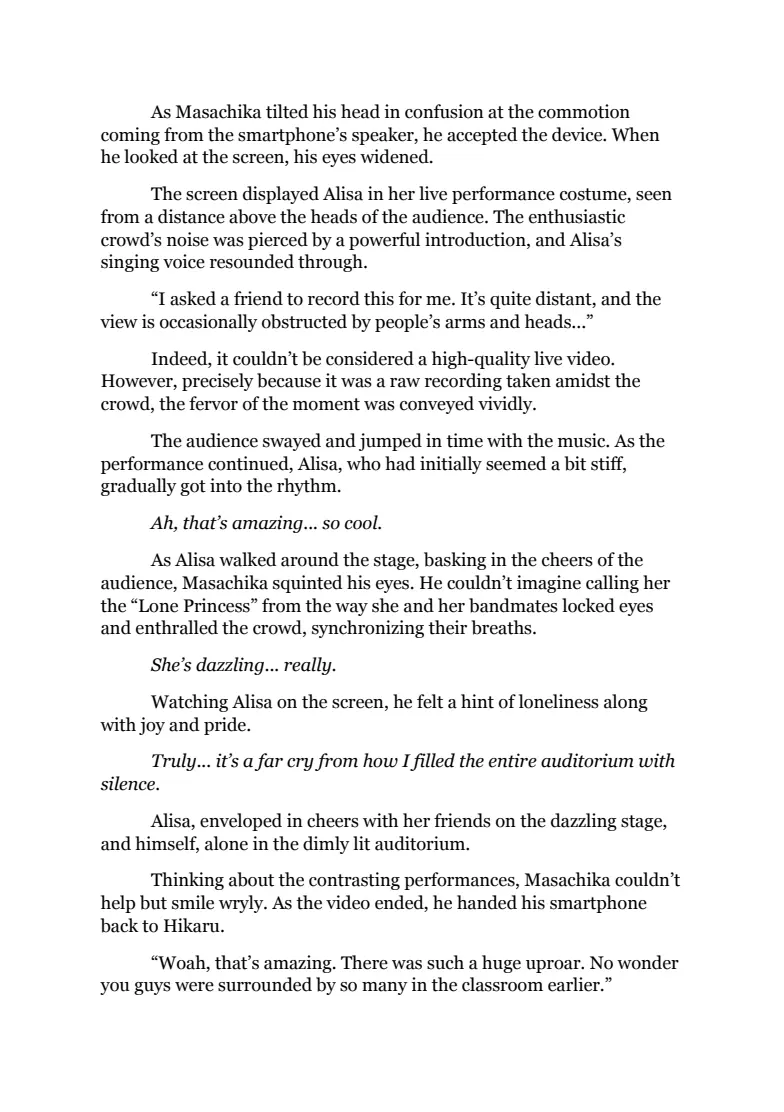 As Masachika tilted his head in confusion at the commotion
coming from the smartphone’s speaker, he accepted the device. When
he looked at the screen, his eyes widened.
The screen displayed Alisa in her live performance costume, seen
from a distance above the heads of the audience. The enthusiastic
crowd’s noise was pierced by a powerful introduction, and Alisa’s
singing voice resounded through.
“I asked a friend to record this for me. It’s quite distant, and the
view is occasionally obstructed by people’s arms and heads...”
Indeed, it couldn’t be considered a high-quality live video.
However, precisely because it was a raw recording taken amidst the
crowd, the fervor of the moment was conveyed vividly.
The audience swayed and jumped in time with the music. As the
performance continued, Alisa, who had initially seemed a bit stiff,
gradually got into the rhythm.
Ah, that’s amazing... so cool.
As Alisa walked around the stage, basking in the cheers of the
audience, Masachika squinted his eyes. He couldn’t imagine calling her
the “Lone Princess” from the way she and her bandmates locked eyes
and enthralled the crowd, synchronizing their breaths.
She’s dazzling... really.
Watching Alisa on the screen, he felt a hint of loneliness along
with joy and pride.
Truly... it’s a far cry from how I filled the entire auditorium with
silence.
Alisa, enveloped in cheers with her friends on the dazzling stage,
and himself, alone in the dimly lit auditorium.
Thinking about the contrasting performances, Masachika couldn’t
help but smile wryly. As the video ended, he handed his smartphone
back to Hikaru.
“Woah, that’s amazing. There was such a huge uproar. No wonder
you guys were surrounded by so many in the classroom earlier.”